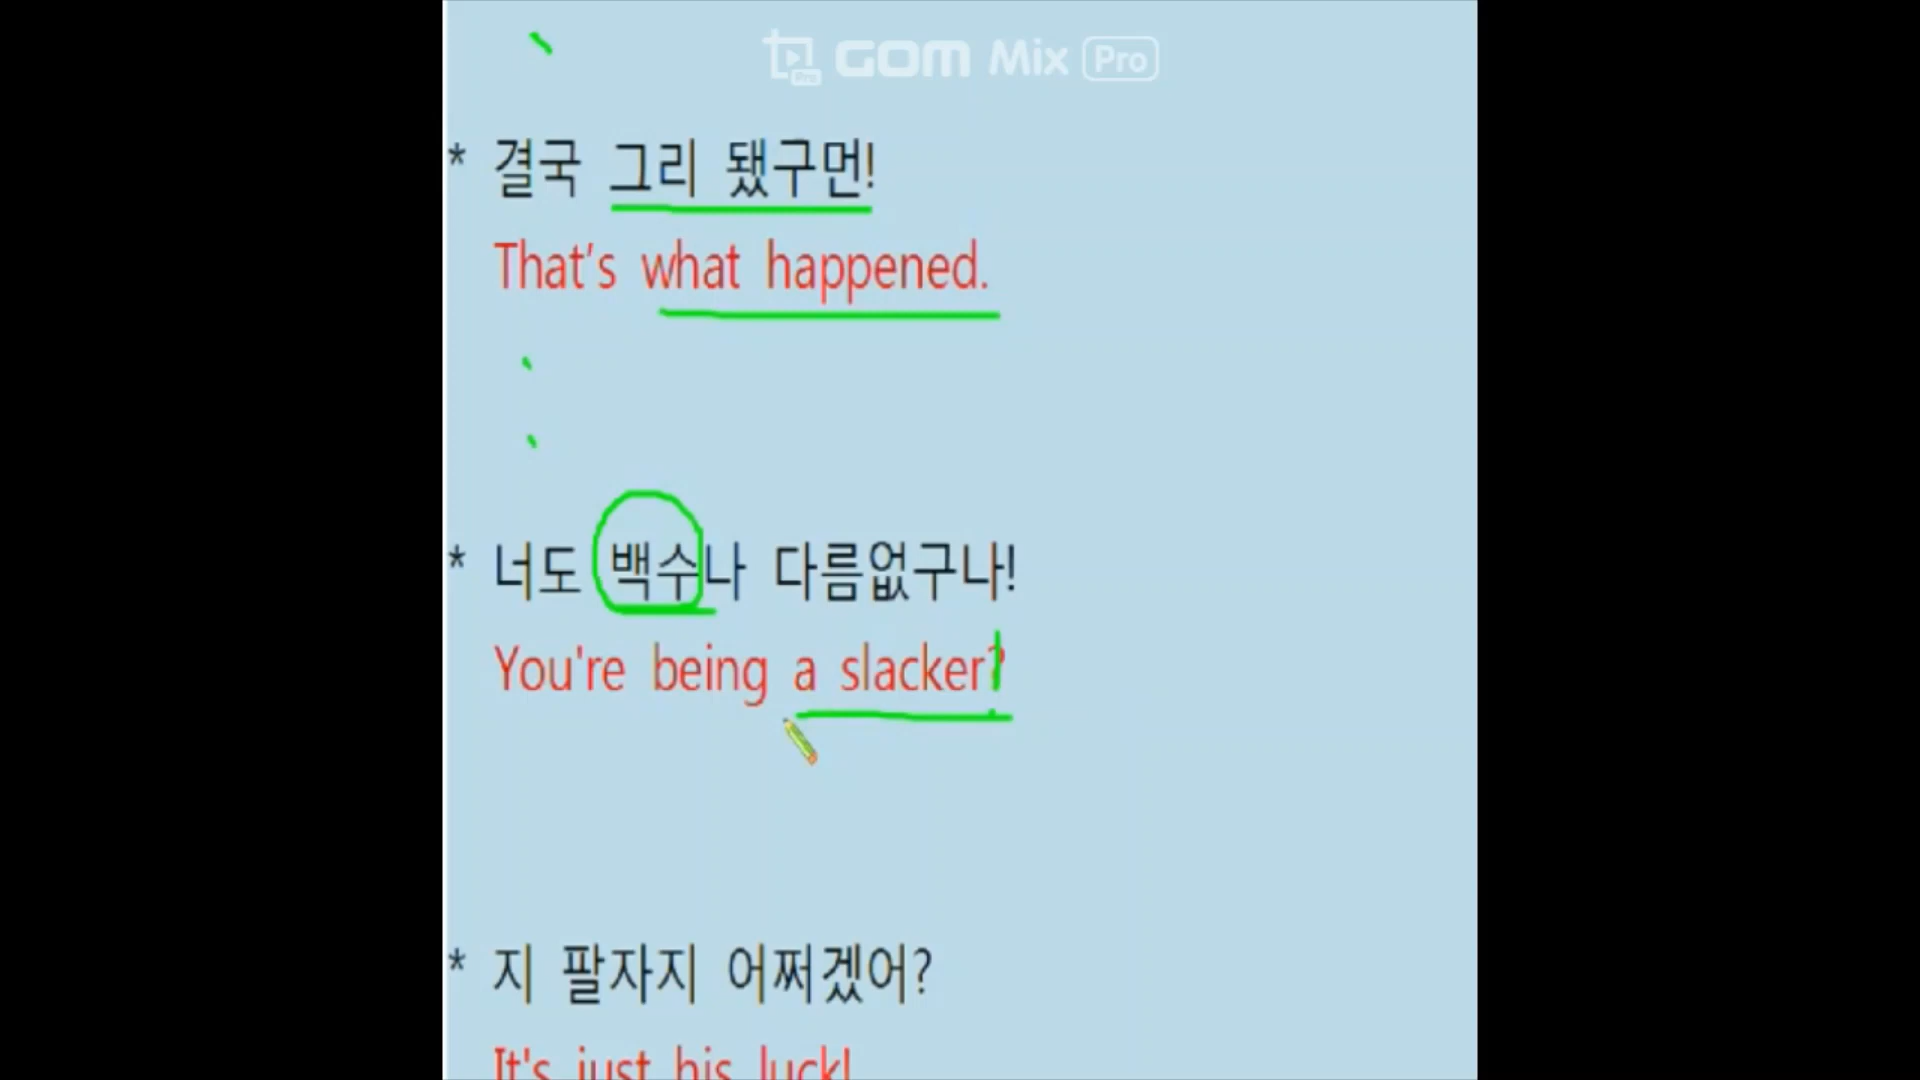 GOM Mix Pro
* 결국 그리 됐구먼!
That's what happened.
* 너도 백수나 다름없구나!
You're being a slacker?
* 지 팔자지 어쩌겠어?
It's just his luck!